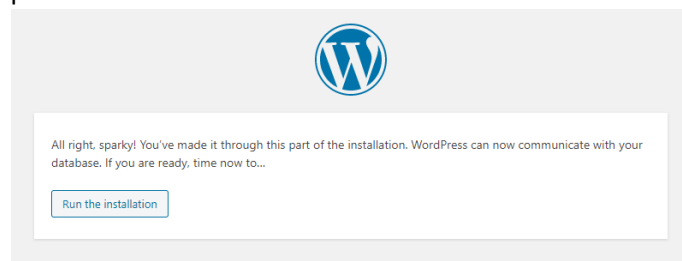 All right, sparky! You've made it through this part of the installation. WordPress can now communicate with your
database. If you are ready, time now to...
Run the installation